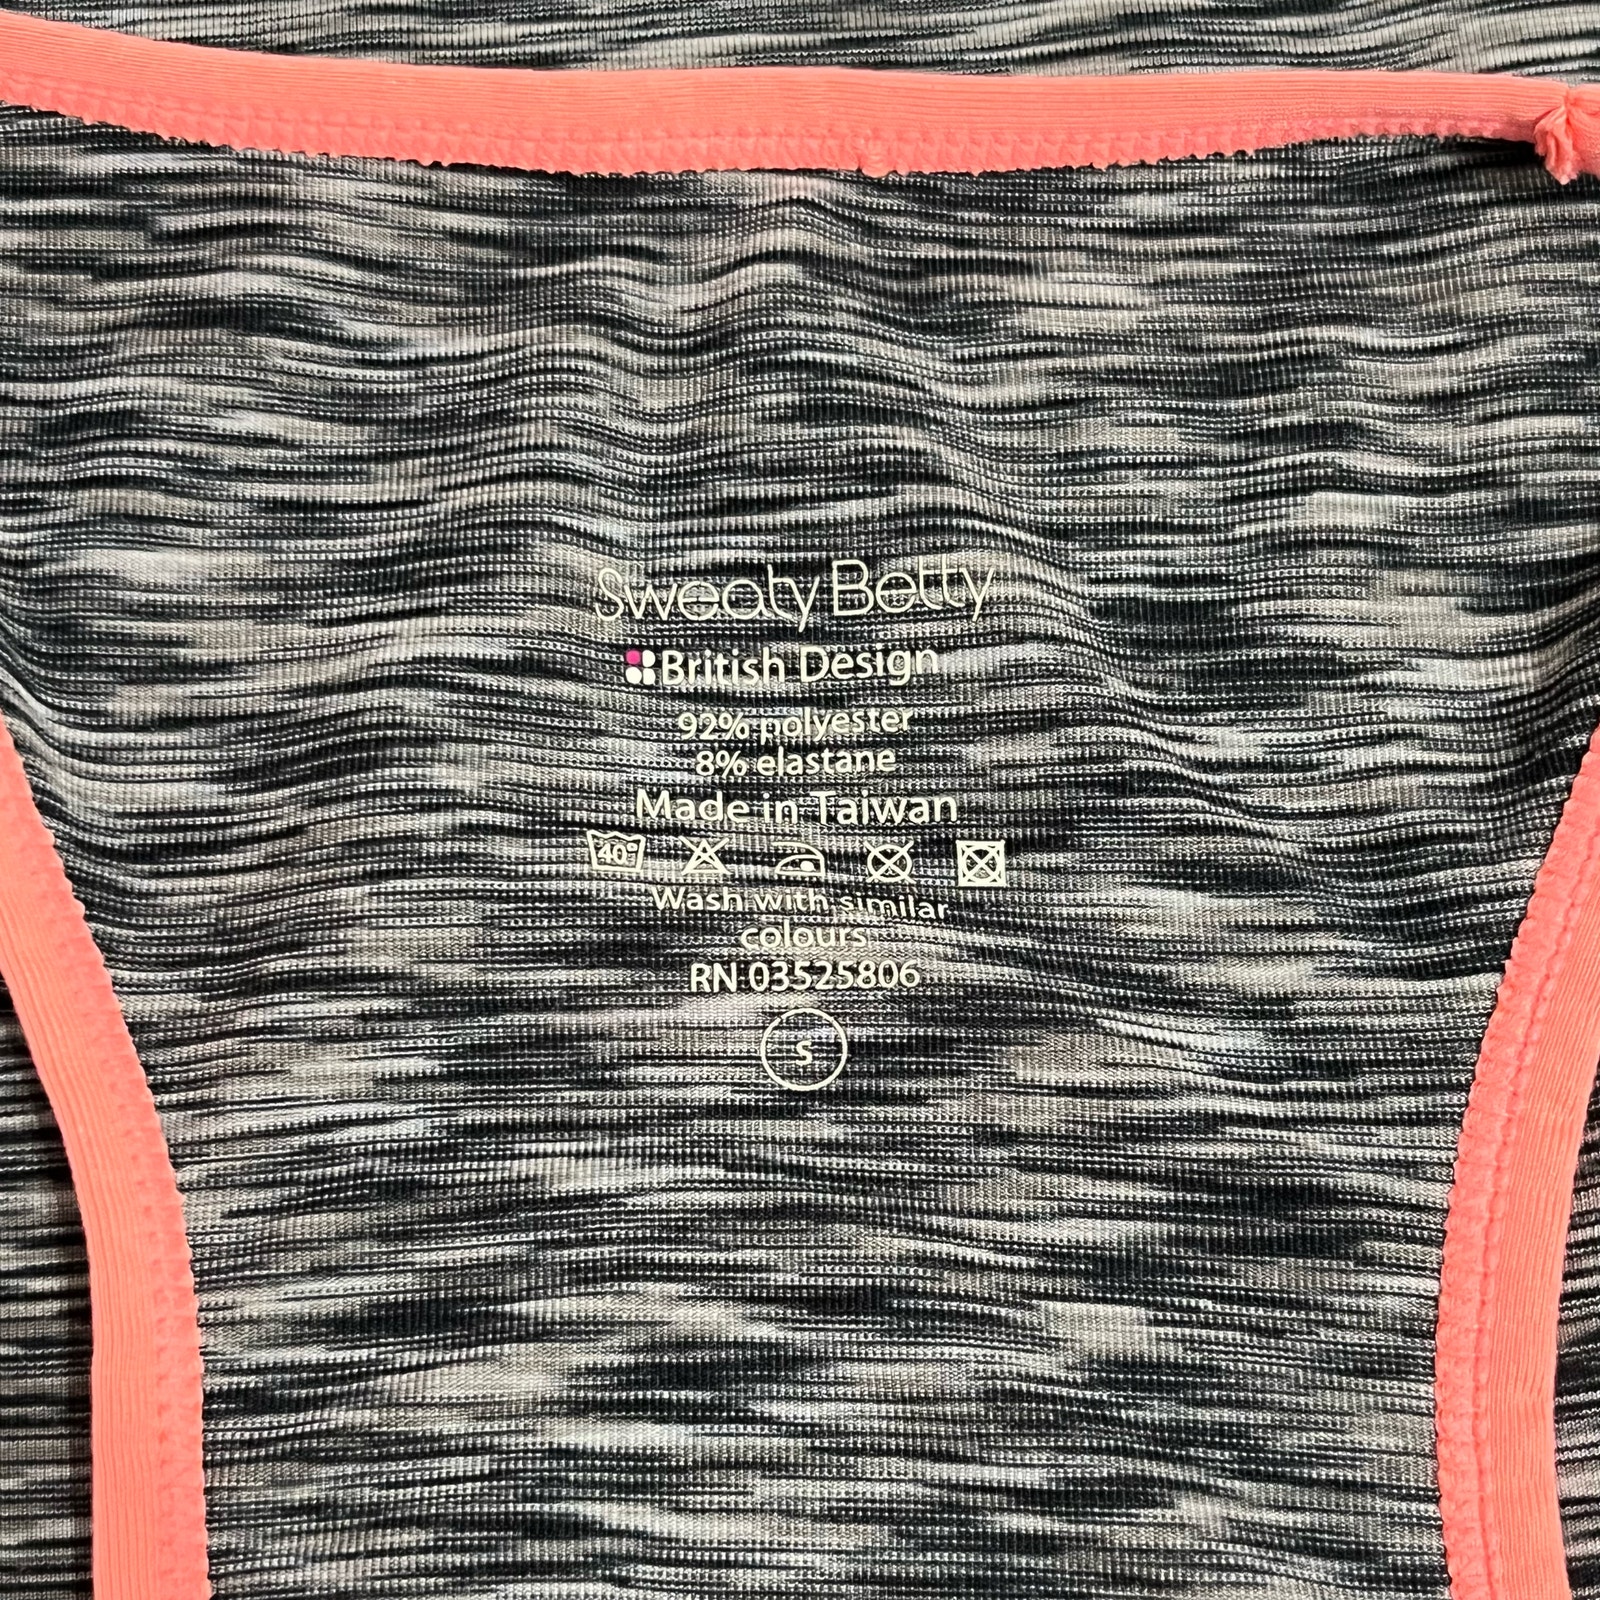 Sweaty Betty
British Design
92% polyester
8% elastane
Made in Taiwan
40°
Wash with similar
colours
RN 03525806
S